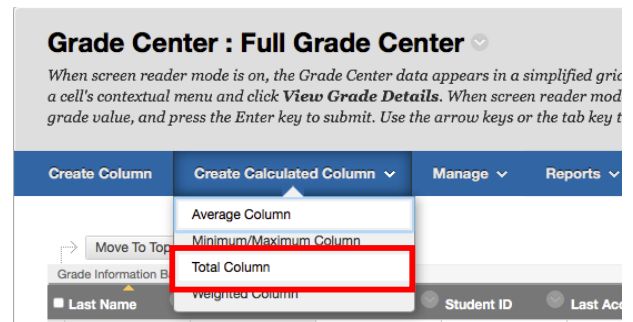 Grade Center : Full Grade Center
When screen reader mode is on, the Grade Center data appears in a simplified grid
a cell's contextual menu and click View Grade Details. When screen reader mod
grade value, and press the Enter key to submit. Use the arrow keys or the tab key t
Create Column Create Calculated Column Manage Reports
Average Column
Minimum/Maximum Column
Move To Top
Total Column
Grade Information B
Weighted Column
Last Name Student ID Last Acc